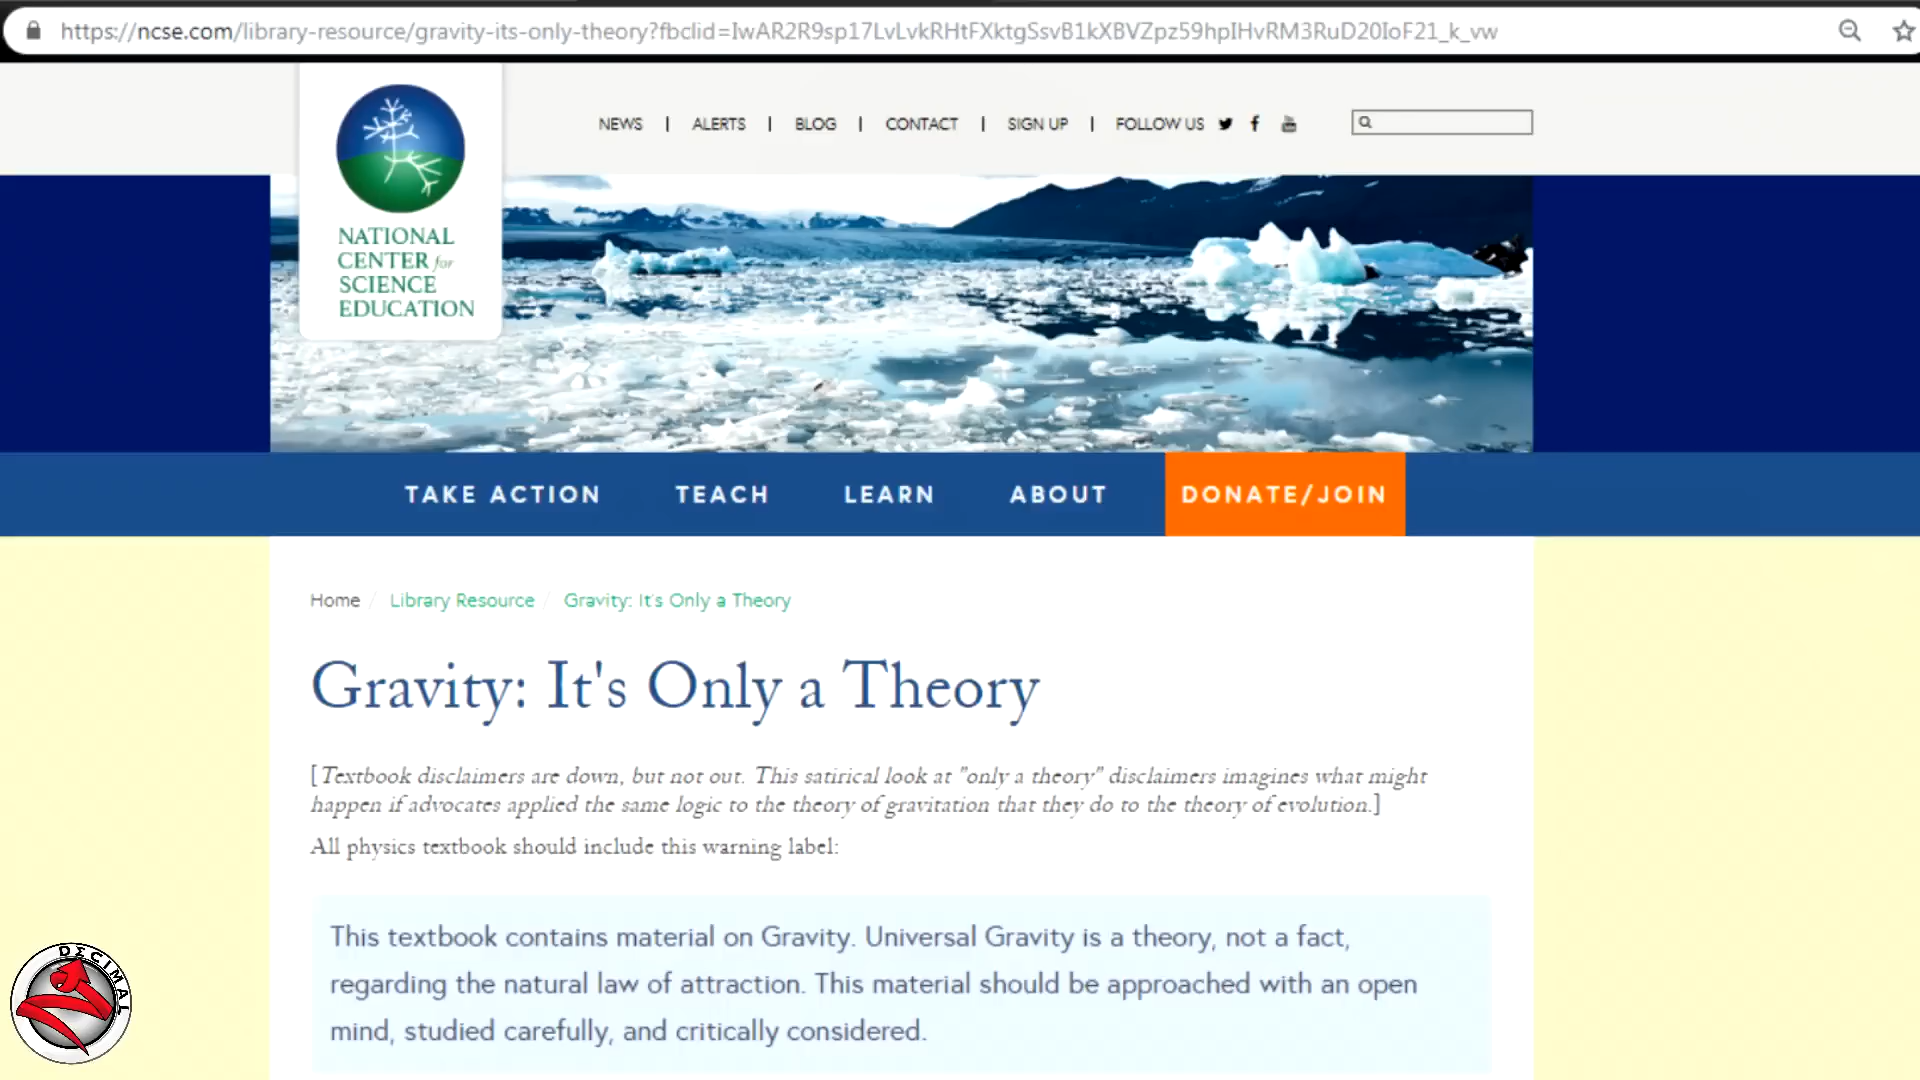 https://ncse.com/library-resource/gravity-its-only-theory?fbclid=IwAR2R9sp17LvLvkRHtFXktgSsvB1kXBVZpz59hpIHvRM3RuD20IoF21_k_vw
NEWS | ALERTS | BLOG | CONTACT | SIGN UP | FOLLOW US
NATIONAL
CENTER for
SCIENCE
EDUCATION
TAKE ACTION TEACH LEARN ABOUT DONATE/JOIN
Home / Library Resource / Gravity: It's Only a Theory
Gravity: It's Only a Theory
[Textbook disclaimers are down, but not out. This satirical look at "only a theory" disclaimers imagines what might
happen if advocates applied the same logic to the theory of gravitation that they do to the theory of evolution.]
All physics textbook should include this warning label:
This textbook contains material on Gravity. Universal Gravity is a theory, not a fact,
regarding the natural law of attraction. This material should be approached with an open
mind, studied carefully, and critically considered.
DΣCIMAL